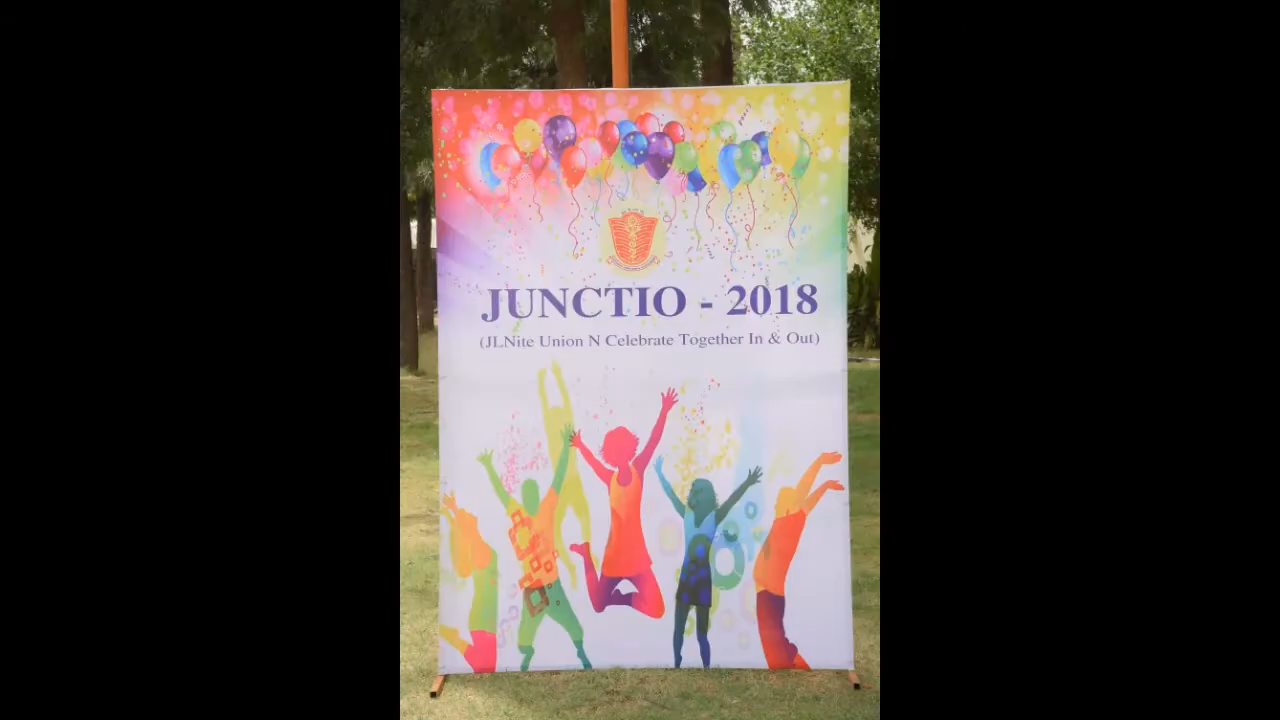 JUNCTIO - 2018
(JLNite Union N Celebrate Together In & Out)